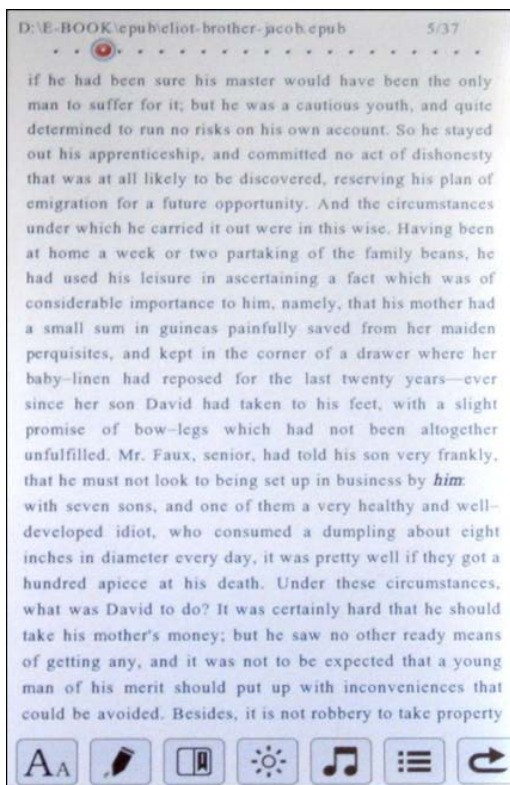 D:\E-BOOK\epub\eliot-brother-jacob.epub 5/37
if he had been sure his master would have been the only
man to suffer for it; but he was a cautious youth, and quite
determined to run no risks on his own account. So he stayed
out his apprenticeship, and committed no act of dishonesty
that was at all likely to be discovered, reserving his plan of
emigration for a future opportunity. And the circumstances
under which he carried it out were in this wise. Having been
at home a week or two partaking of the family beans, he
had used his leisure in ascertaining a fact which was of
considerable importance to him, namely, that his mother had
a small sum in guineas painfully saved from her maiden
perquisites, and kept in the corner of a drawer where her
baby-linen had reposed for the last twenty years—ever
since her son David had taken to his feet, with a slight
promise of bow-legs which had not been altogether
unfulfilled. Mr. Faux, senior, had told his son very frankly,
that he must not look to being set up in business by him:
with seven sons, and one of them a very healthy and well-
developed idiot, who consumed a dumpling about eight
inches in diameter every day, it was pretty well if they got a
hundred apiece at his death. Under these circumstances,
what was David to do? It was certainly hard that he should
take his mother's money; but he saw no other ready means
of getting any, and it was not to be expected that a young
man of his merit should put up with inconveniences that
could be avoided. Besides, it is not robbery to take property
AA